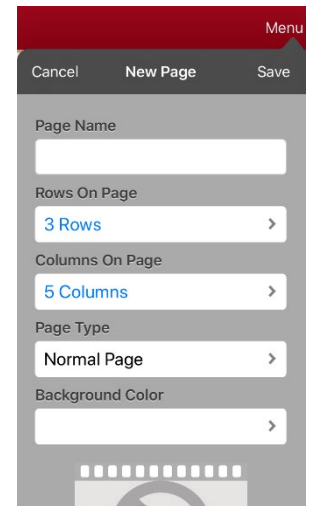 Menu
Cancel New Page Save
Page Name
Rows On Page
3 Rows
Columns On Page
5 Columns
Page Type
Normal Page
Background Color